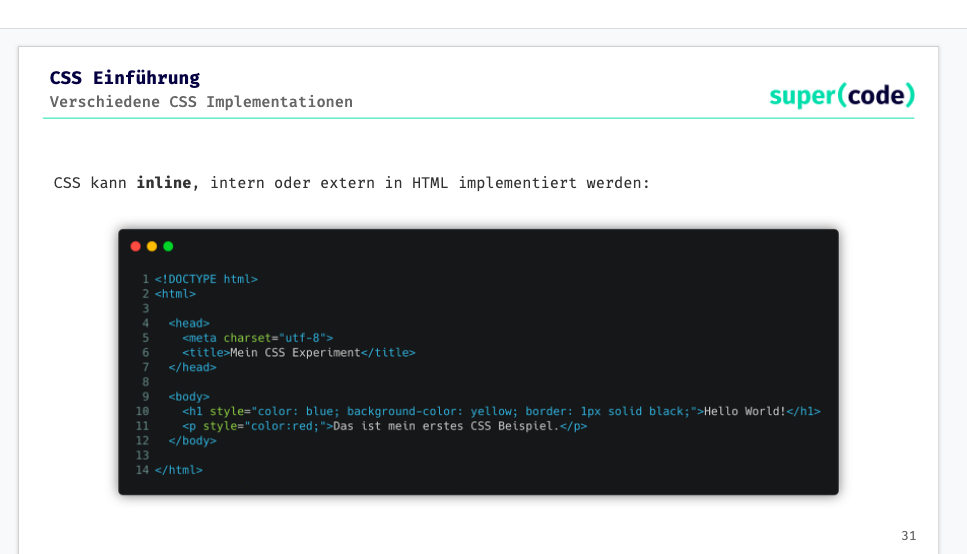 CSS Einführung
Verschiedene CSS Implementationen
super(code)
CSS kann inline, intern oder extern in HTML implementiert werden:
1 <!DOCTYPE html>
2 <html>
3
4   <head>
5     <meta charset="utf-8">
6     <title>Mein CSS Experiment</title>
7   </head>
8
9   <body>
10     <h1 style="color: blue; background-color: yellow; border: 1px solid black;">Hello World!</h1>
11     <p style="color:red;">Das ist mein erstes CSS Beispiel.</p>
12   </body>
13
14 </html>
31